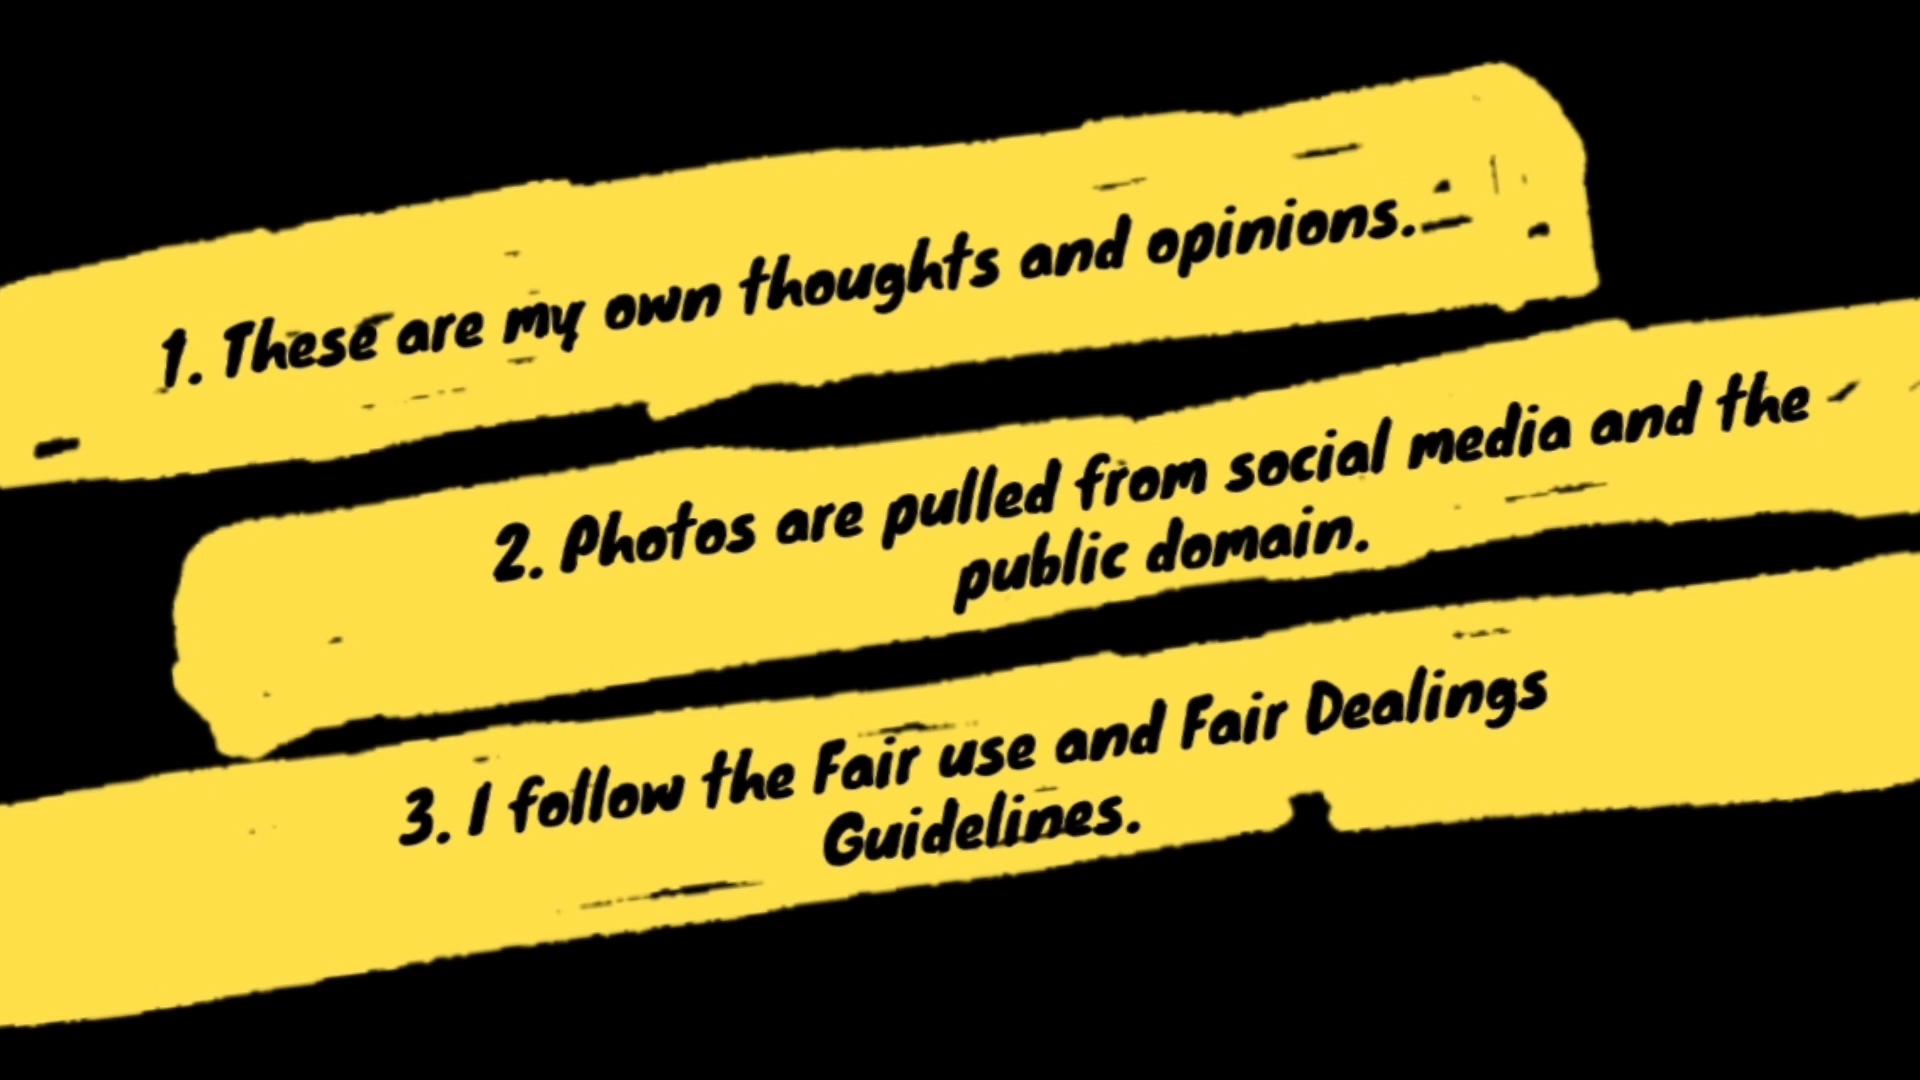 1. These are my own thoughts and opinions.
2. Photos are pulled from social media and the
public domain.
3. I follow the Fair use and Fair Dealings
Guidelines.